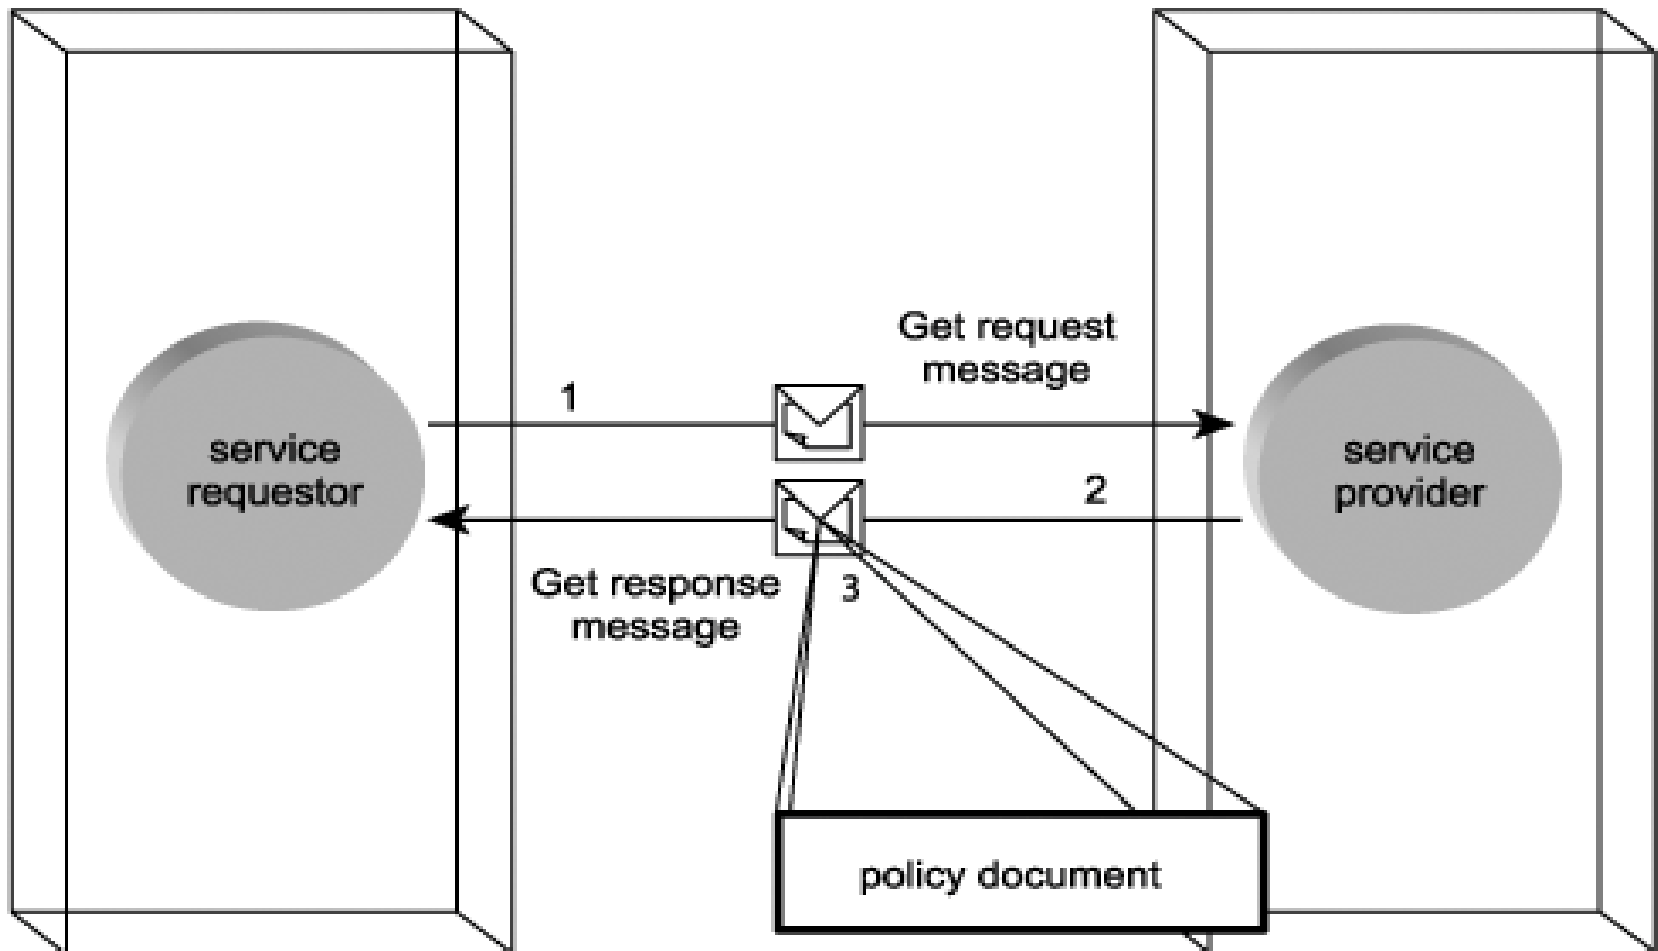 Get request
message
1
service
requestor
service
provider
2
Get response
message
3
policy document